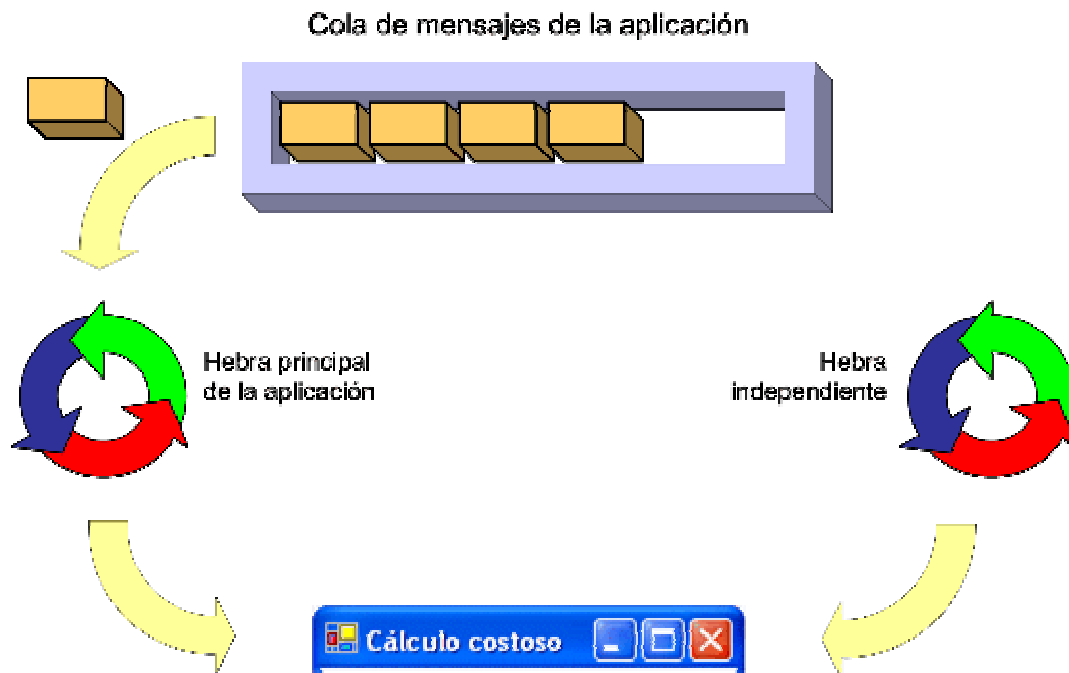 Cola de mensajes de la aplicación
Hebra principal
de la aplicación
Hebra
independiente
Cálculo costoso